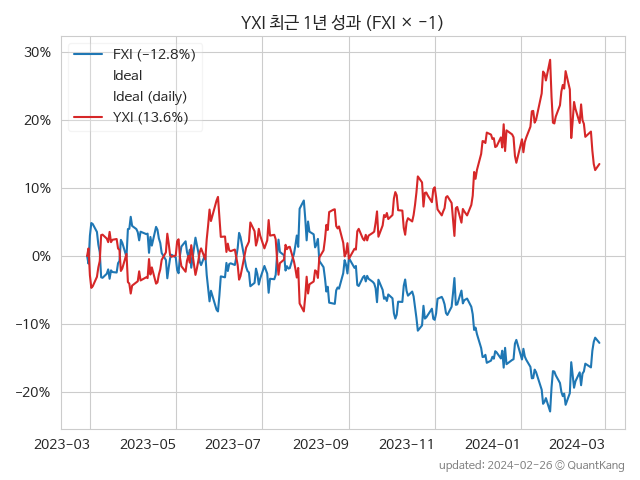 YXI 최근 1년 성과 (FXI × -1)
FXI (−12.8%)
Ideal
Ideal (daily)
YXI (13.6%)
30%
20%
10%
0%
−10%
−20%
2023-03 2023-05 2023-07 2023-09 2023-11 2024-01 2024-03
updated: 2024-02-26 © QuantKang